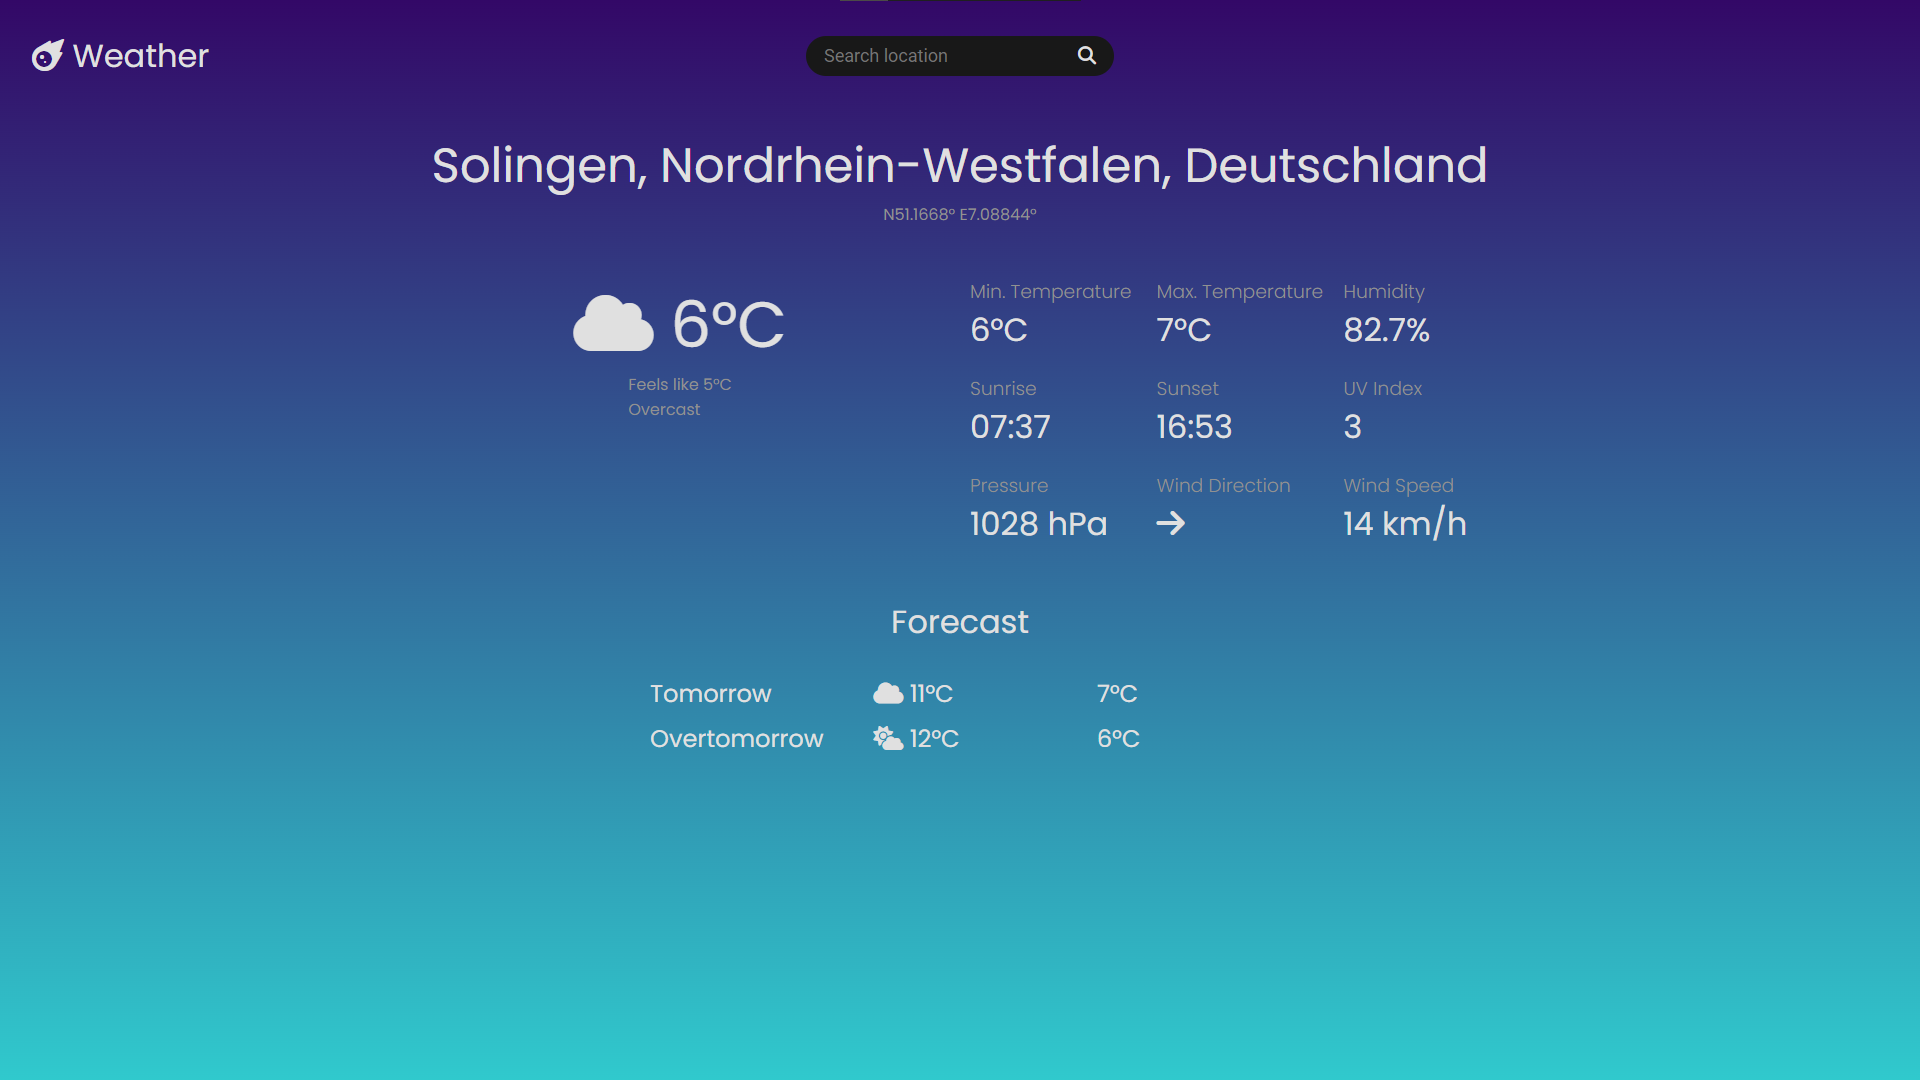 Weather
Search location
Solingen, Nordrhein-Westfalen, Deutschland
N51.1668° E7.08844°
6°C
Feels like 5°C
Overcast
Min. Temperature Max. Temperature Humidity
6°C 7°C 82.7%
Sunrise Sunset UV Index
07:37 16:53 3
Pressure Wind Direction Wind Speed
1028 hPa → 14 km/h
Forecast
Tomorrow 11°C 7°C
Overtomorrow 12°C 6°C